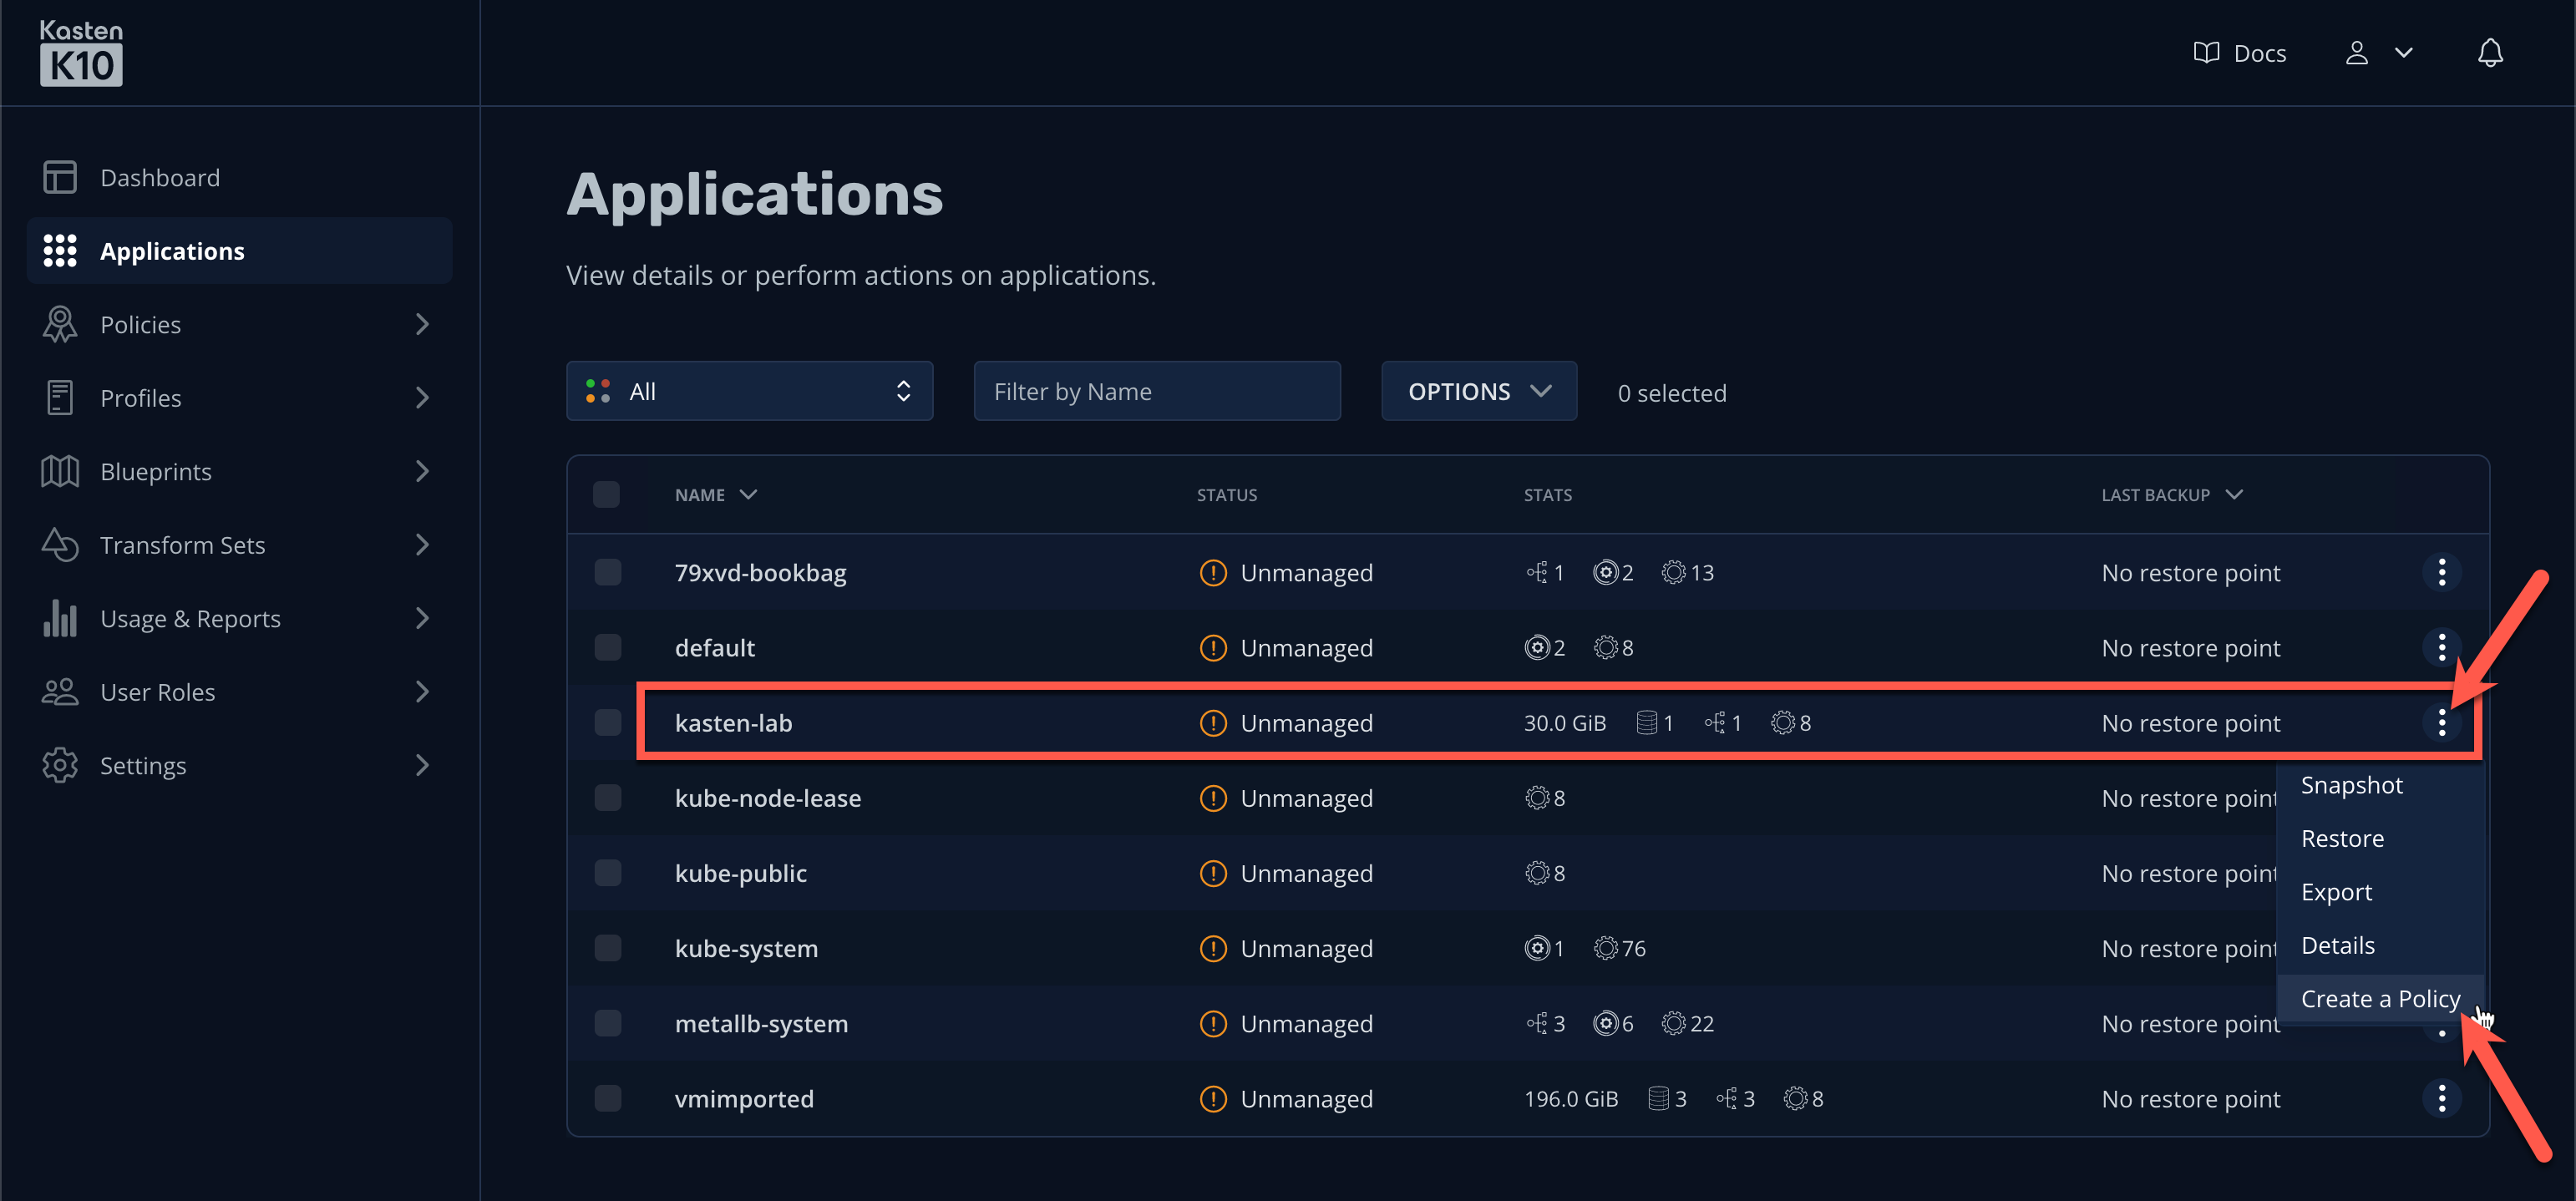 Kasten
K10
Docs
Dashboard
Applications
Policies
Profiles
Blueprints
Transform Sets
Usage & Reports
User Roles
Settings
Applications
View details or perform actions on applications.
All
Filter by Name
OPTIONS
0 selected
NAME STATUS STATS LAST BACKUP
79xvd-bookbag Unmanaged 1 2 13 No restore point
default Unmanaged 2 8 No restore point
kasten-lab Unmanaged 30.0 GiB 1 1 8 No restore point
kube-node-lease Unmanaged 8 No restore point
kube-public Unmanaged 8 No restore point
kube-system Unmanaged 1 76 No restore point
metallb-system Unmanaged 3 6 22 No restore point
vmimported Unmanaged 196.0 GiB 3 3 8 No restore point
Snapshot
Restore
Export
Details
Create a Policy